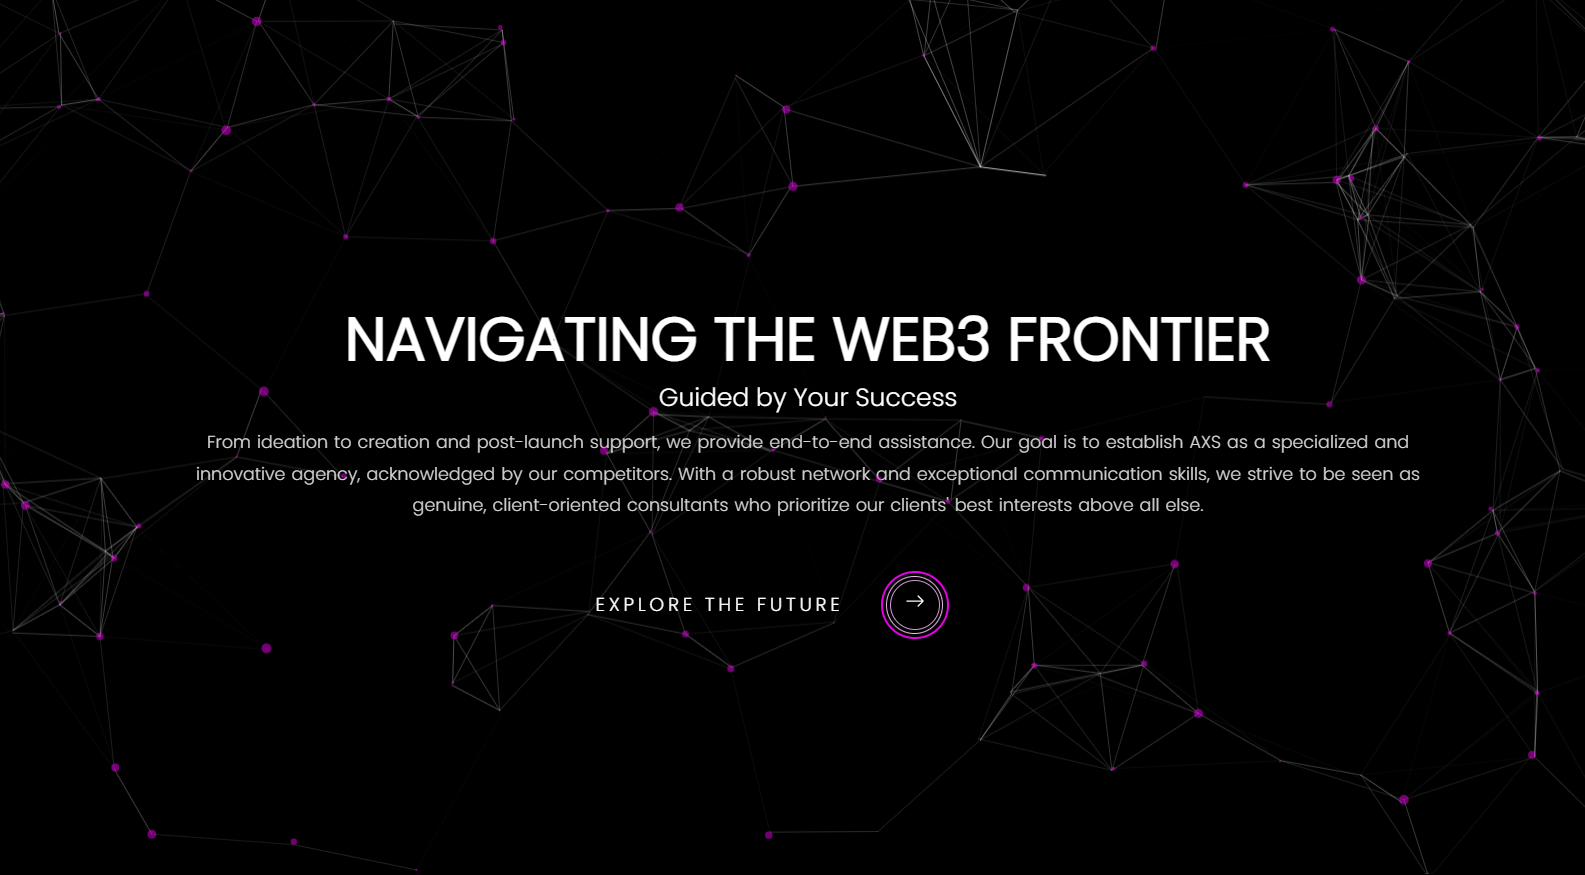 NAVIGATING THE WEB3 FRONTIER
Guided by Your Success
From ideation to creation and post-launch support, we provide end-to-end assistance. Our goal is to establish AXS as a specialized and
innovative agency, acknowledged by our competitors. With a robust network and exceptional communication skills, we strive to be seen as
genuine, client-oriented consultants who prioritize our clients' best interests above all else.
EXPLORE THE FUTURE